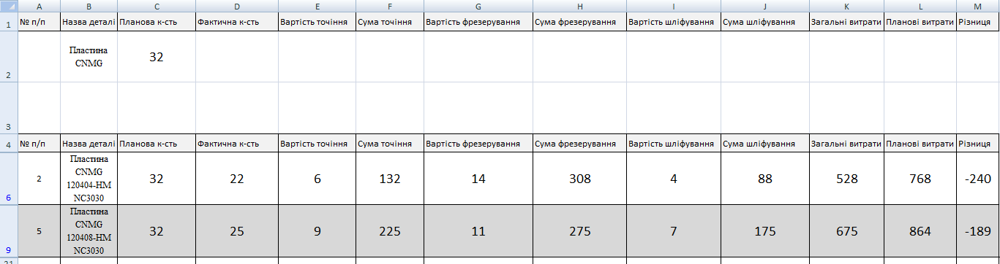 A B C D E F G H I J K L M
1 № п/п Назва деталі Планова к-сть Фактична к-сть Вартість точіння Сума точіння Вартість фрезерування Сума фрезерування Вартість шліфування Сума шліфування Загальні витрати Планові витрати Різниця
2 Пластина CNMG 32
3
4 № п/п Назва деталі Планова к-сть Фактична к-сть Вартість точіння Сума точіння Вартість фрезерування Сума фрезерування Вартість шліфування Сума шліфування Загальні витрати Планові витрати Різниця
6 2 Пластина CNMG 120404-HM NC3030 32 22 6 132 14 308 4 88 528 768 -240
9 5 Пластина CNMG 120408-HM NC3030 32 25 9 225 11 275 7 175 675 864 -189